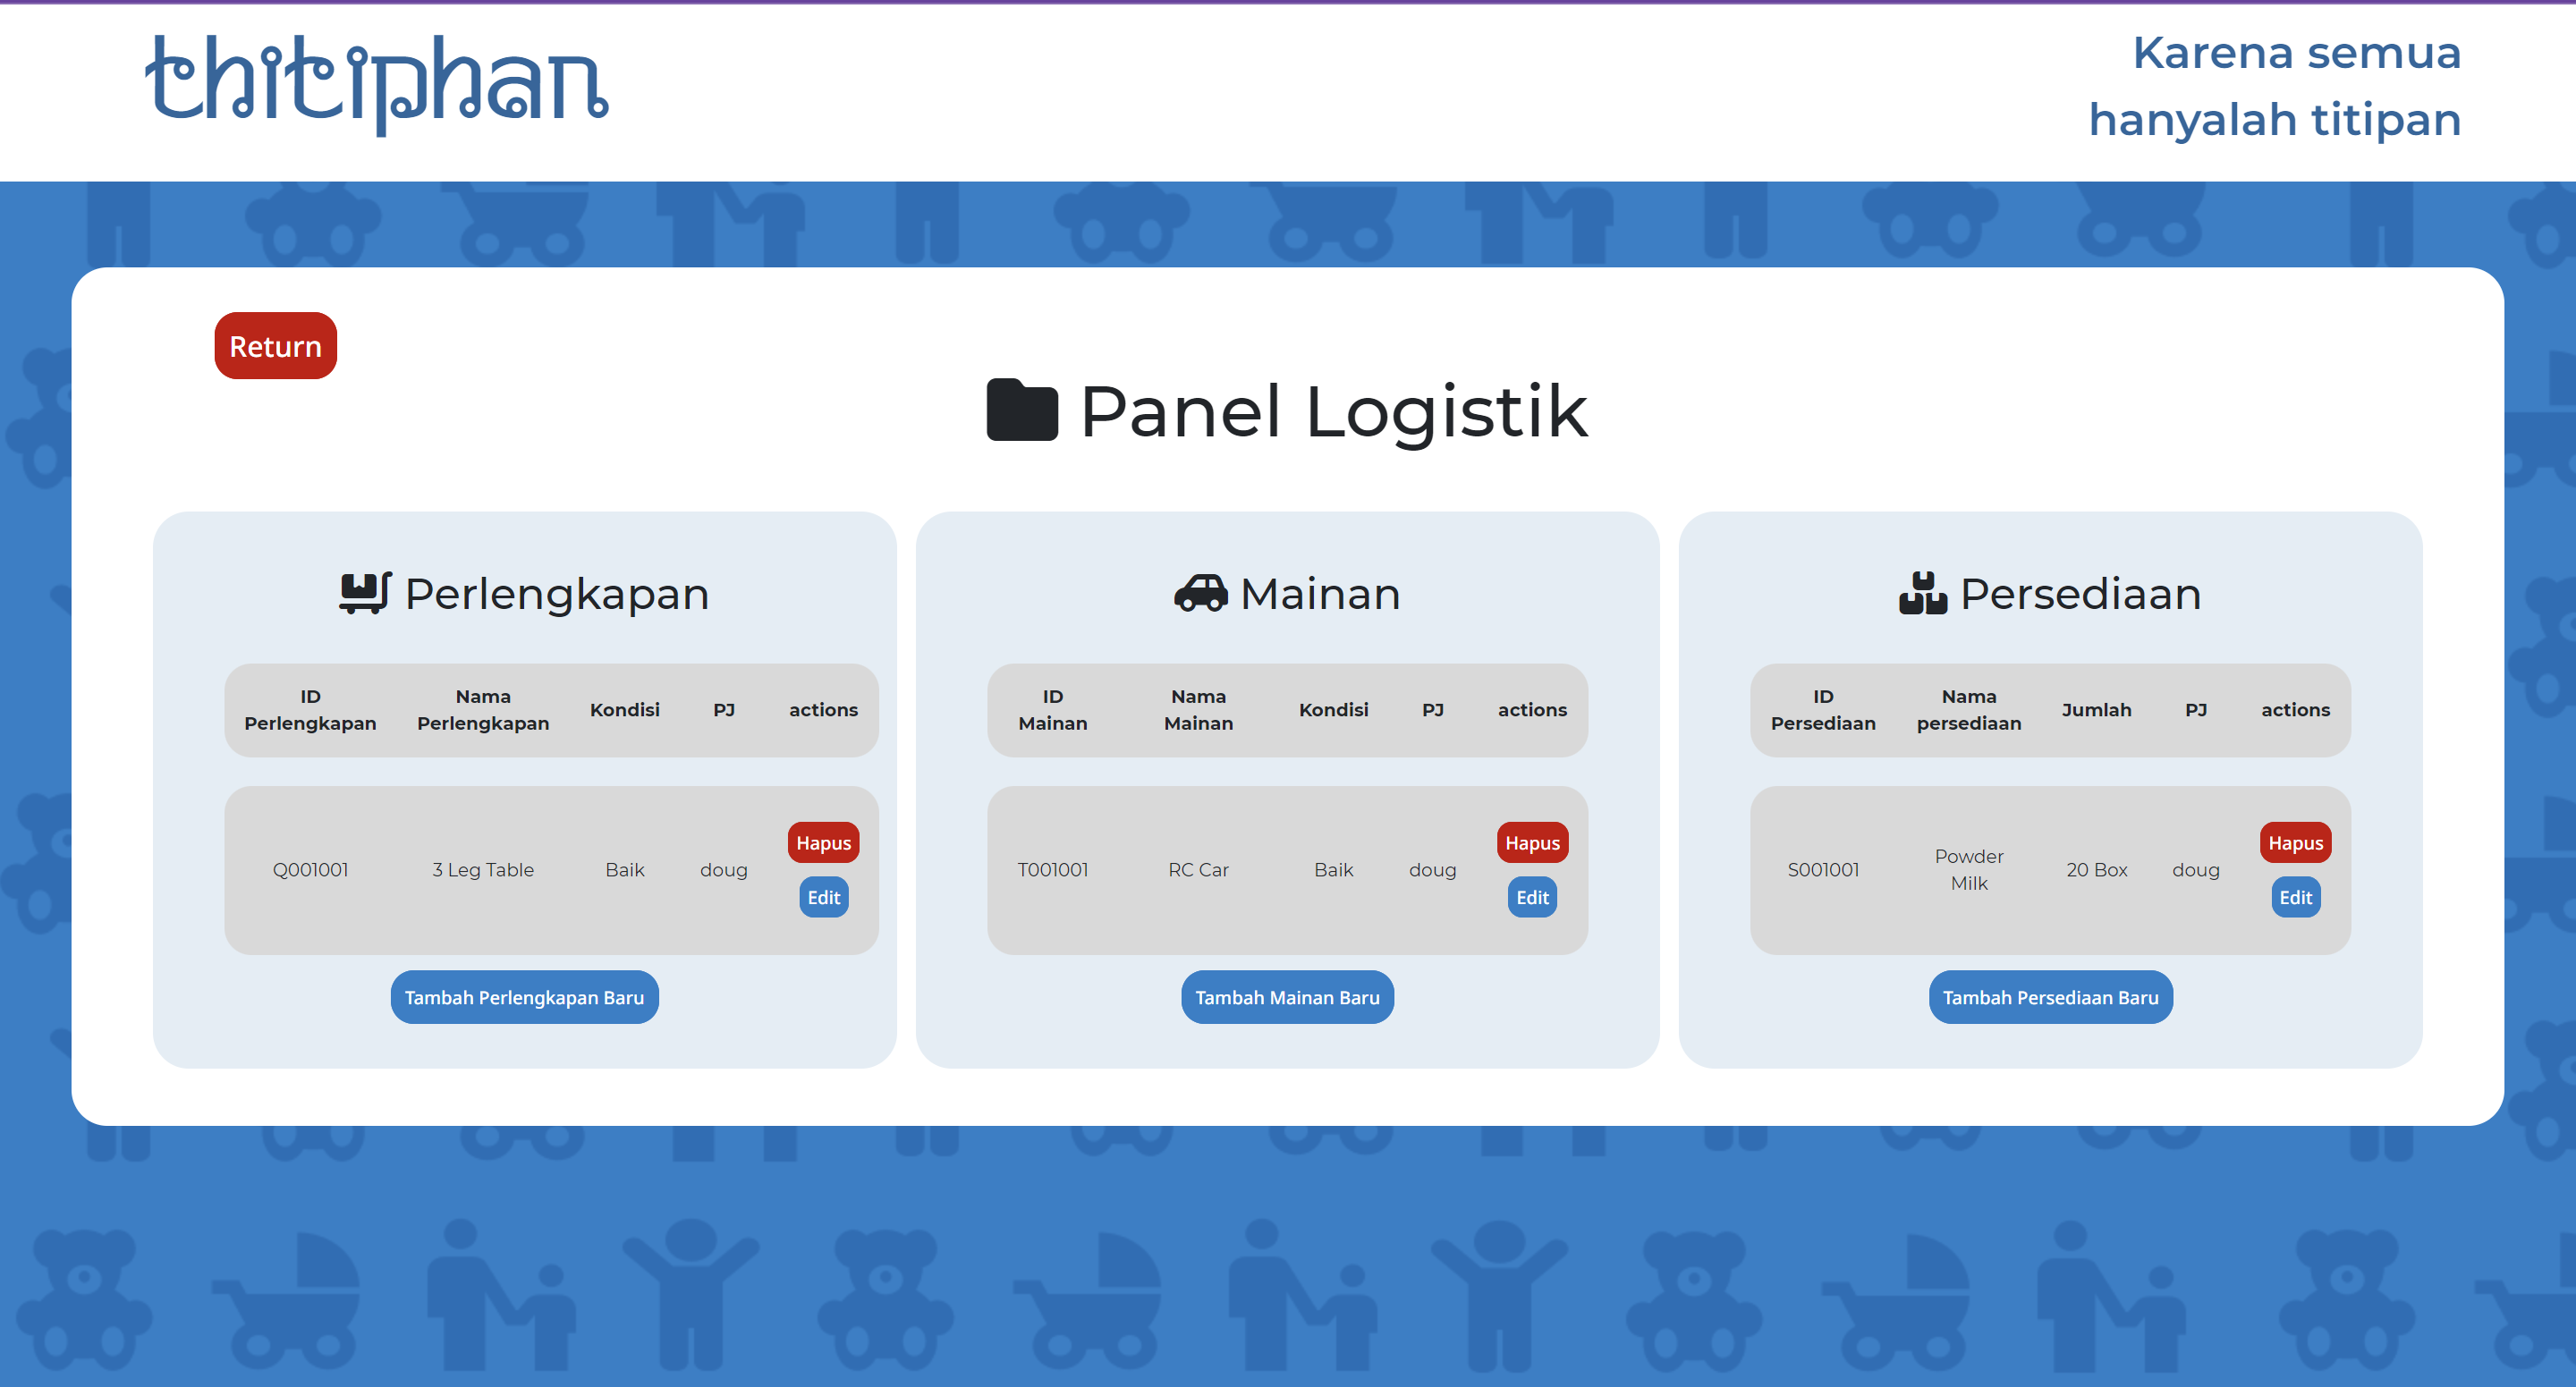 thitiphan
Karena semua
hanyalah titipan
Return
Panel Logistik
Perlengkapan
ID Perlengkapan
Nama Perlengkapan
Kondisi
PJ
actions
Q001001
3 Leg Table
Baik
doug
Hapus
Edit
Tambah Perlengkapan Baru
Mainan
ID Mainan
Nama Mainan
Kondisi
PJ
actions
T001001
RC Car
Baik
doug
Hapus
Edit
Tambah Mainan Baru
Persediaan
ID Persediaan
Nama persediaan
Jumlah
PJ
actions
S001001
Powder Milk
20 Box
doug
Hapus
Edit
Tambah Persediaan Baru